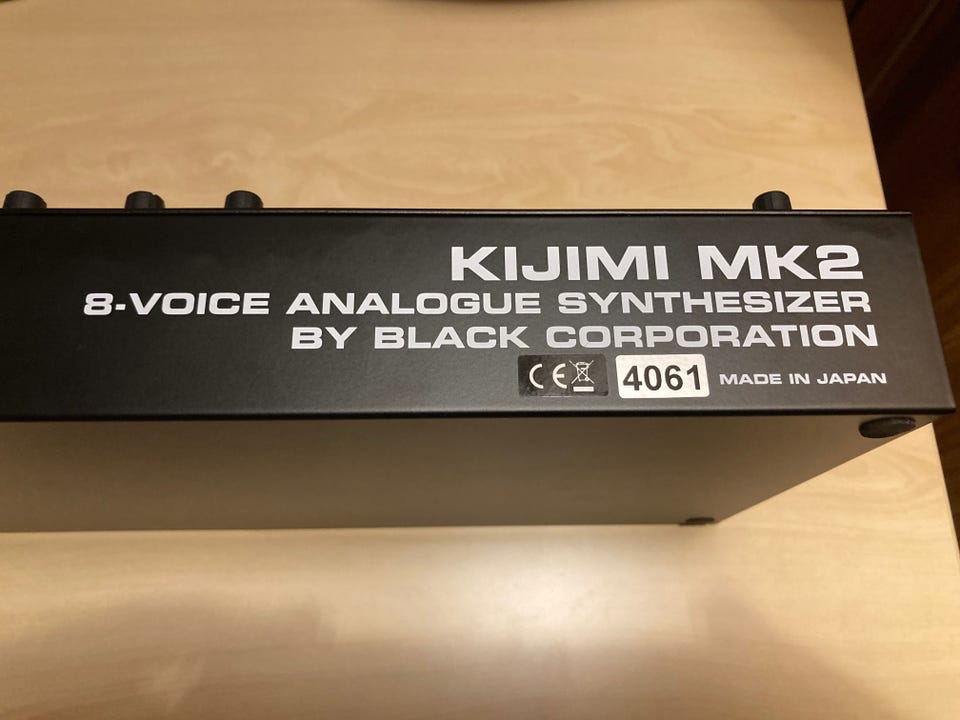 KIJIMI MK2
8-VOICE ANALOGUE SYNTHESIZER
BY BLACK CORPORATION
CE 4061 MADE IN JAPAN